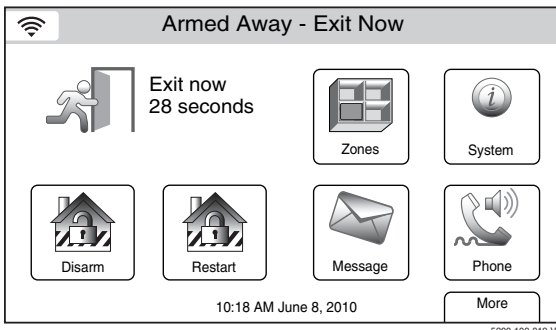 Armed Away - Exit Now
Exit now
28 seconds
Zones
System
Disarm
Restart
Message
Phone
10:18 AM June 8, 2010
More